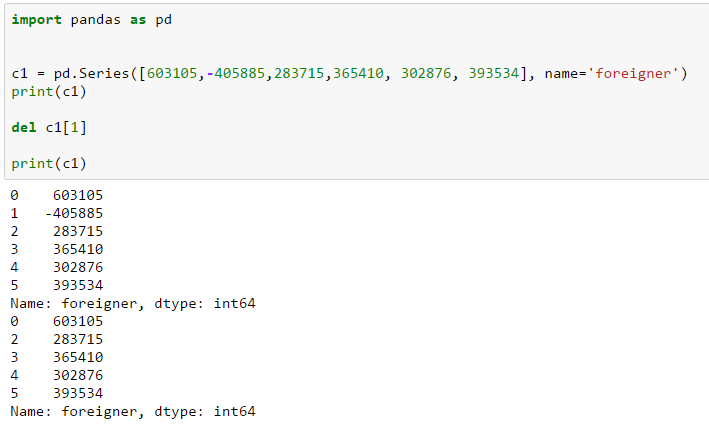 import pandas as pd
c1 = pd.Series([603105,-405885,283715,365410, 302876, 393534], name='foreigner')
print(c1)
del c1[1]
print(c1)
0    603105
1   -405885
2    283715
3    365410
4    302876
5    393534
Name: foreigner, dtype: int64
0    603105
2    283715
3    365410
4    302876
5    393534
Name: foreigner, dtype: int64